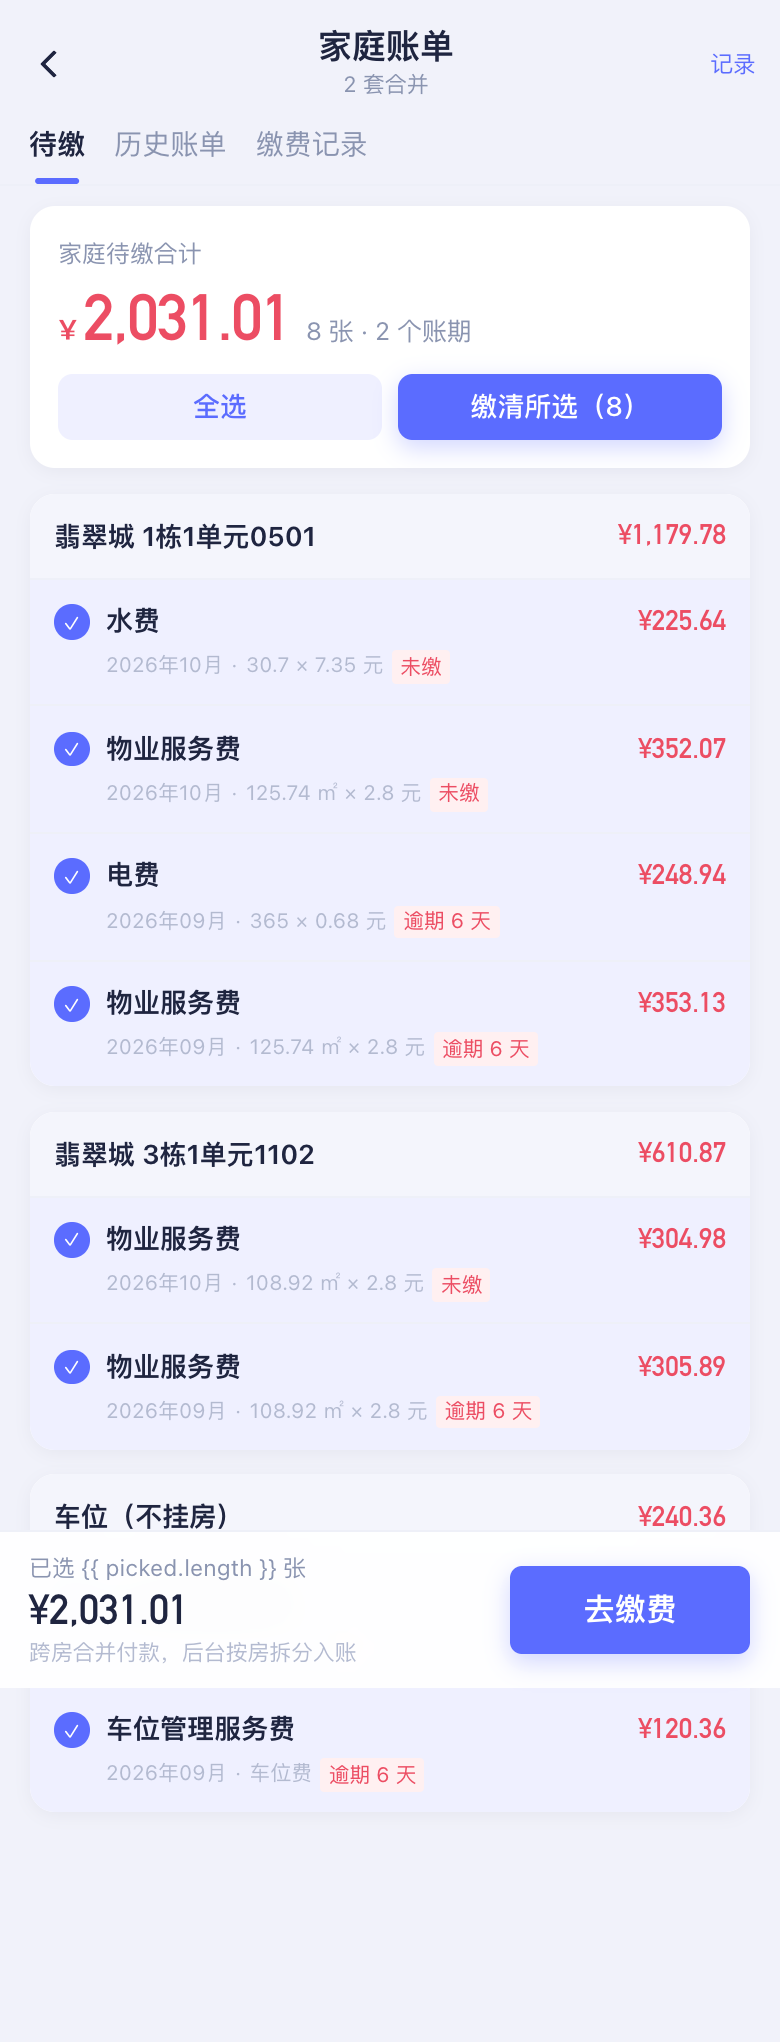 家庭账单
2 套合并
记录
待缴 历史账单 缴费记录
家庭待缴合计
¥2,031.01 8 张 · 2 个账期
全选 缴清所选（8）
翡翠城 1栋1单元0501 ¥1,179.78
水费 ¥225.64
2026年10月 · 30.7 × 7.35 元 未缴
物业服务费 ¥352.07
2026年10月 · 125.74 ㎡ × 2.8 元 未缴
电费 ¥248.94
2026年09月 · 365 × 0.68 元 逾期 6 天
物业服务费 ¥353.13
2026年09月 · 125.74 ㎡ × 2.8 元 逾期 6 天
翡翠城 3栋1单元1102 ¥610.87
物业服务费 ¥304.98
2026年10月 · 108.92 ㎡ × 2.8 元 未缴
物业服务费 ¥305.89
2026年09月 · 108.92 ㎡ × 2.8 元 逾期 6 天
车位（不挂房） ¥240.36
已选 {{ picked.length }} 张
¥2,031.01
去缴费
跨房合并付款，后台按房拆分入账
车位管理服务费 ¥120.36
2026年09月 · 车位费 逾期 6 天